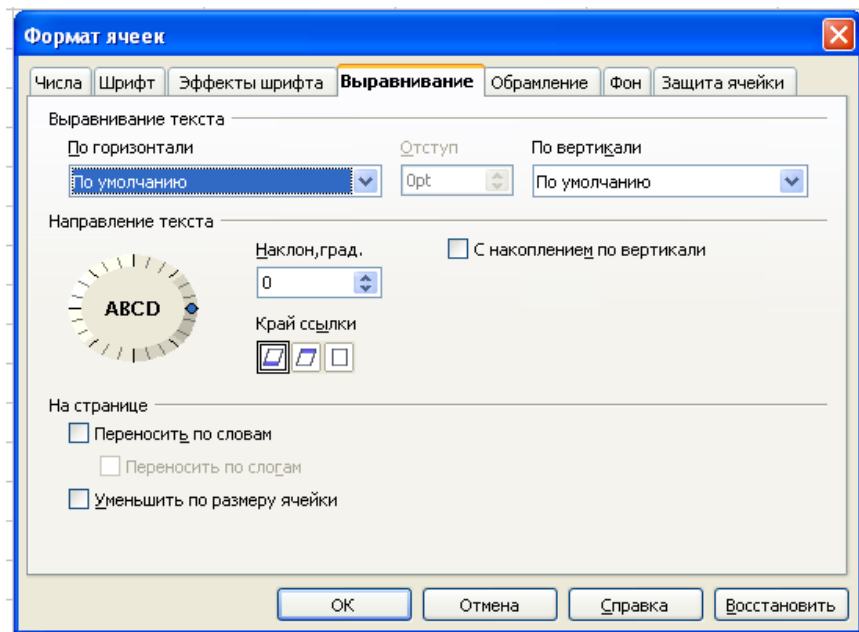 Формат ячеек
Числа Шрифт Эффекты шрифта Выравнивание Обрамление Фон Защита ячейки
Выравнивание текста
По горизонтали Отступ По вертикали
По умолчанию 0pt По умолчанию
Направление текста
Наклон,град. С накоплением по вертикали
ABCD 0
Край ссылки
На странице
Переносить по словам
Переносить по слогам
Уменьшить по размеру ячейки
ОК Отмена Справка Восстановить